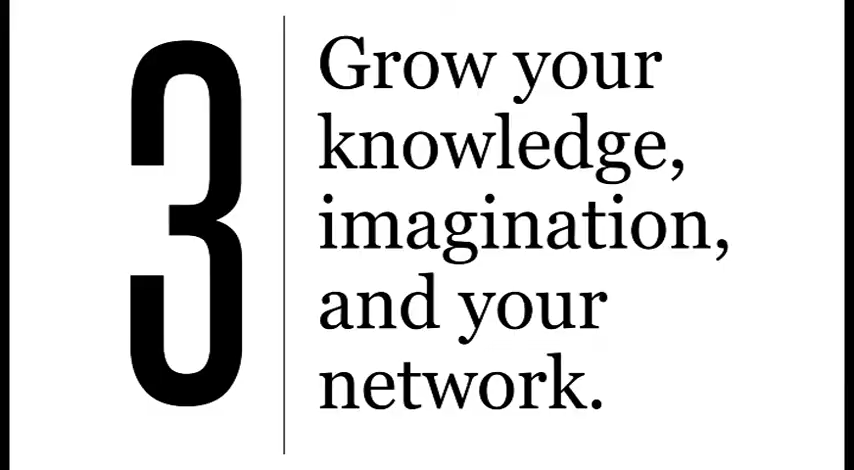 3
Grow your
knowledge,
imagination,
and your
network.